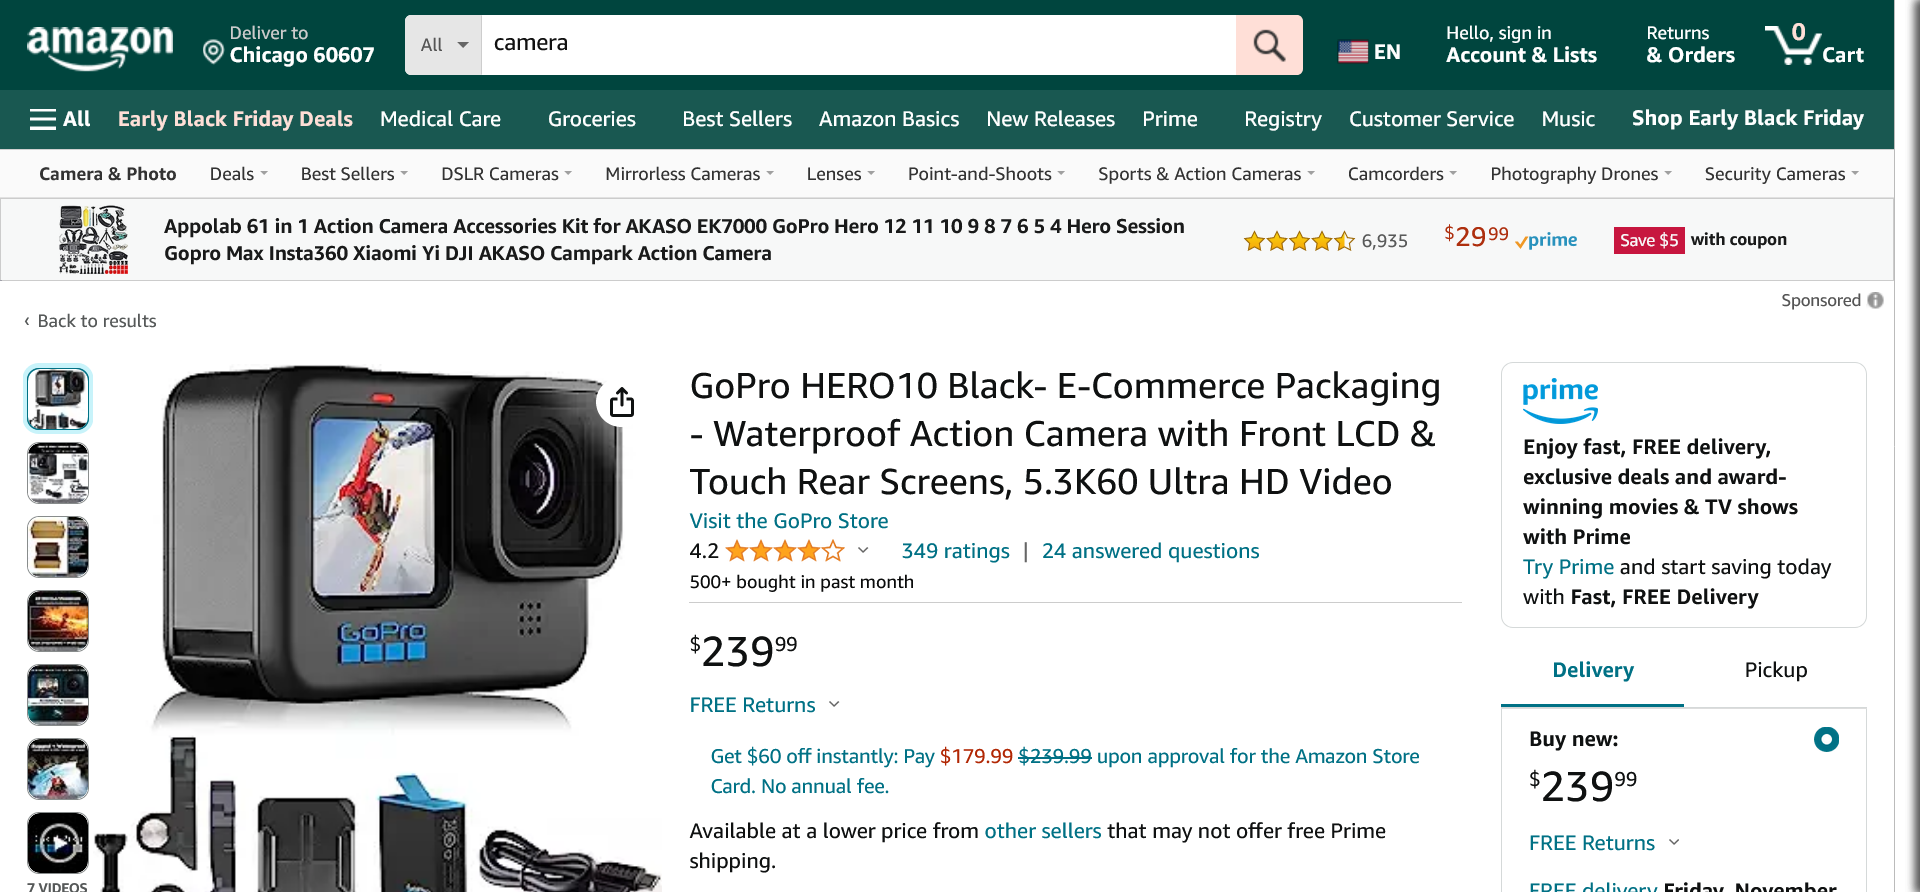 amazon
Deliver to
Chicago 60607
All
camera
EN
Hello, sign in
Account & Lists
Returns
& Orders
0
Cart
All
Early Black Friday Deals
Medical Care
Groceries
Best Sellers
Amazon Basics
New Releases
Prime
Registry
Customer Service
Music
Shop Early Black Friday
Camera & Photo
Deals
Best Sellers
DSLR Cameras
Mirrorless Cameras
Lenses
Point-and-Shoots
Sports & Action Cameras
Camcorders
Photography Drones
Security Cameras
Appolab 61 in 1 Action Camera Accessories Kit for AKASO EK7000 GoPro Hero 12 11 10 9 8 7 6 5 4 Hero Session
Gopro Max Insta360 Xiaomi Yi DJI AKASO Campark Action Camera
6,935
$29 99
prime
Save $5 with coupon
Sponsored
‹ Back to results
GoPro
7 VIDEOS
GoPro HERO10 Black- E-Commerce Packaging
- Waterproof Action Camera with Front LCD &
Touch Rear Screens, 5.3K60 Ultra HD Video
Visit the GoPro Store
4.2
349 ratings | 24 answered questions
500+ bought in past month
$239 99
FREE Returns
Get $60 off instantly: Pay $179.99 $239.99 upon approval for the Amazon Store
Card. No annual fee.
Available at a lower price from other sellers that may not offer free Prime
shipping.
prime
Enjoy fast, FREE delivery,
exclusive deals and award-
winning movies & TV shows
with Prime
Try Prime and start saving today
with Fast, FREE Delivery
Delivery
Pickup
Buy new:
$239 99
FREE Returns
FREE delivery Friday, November